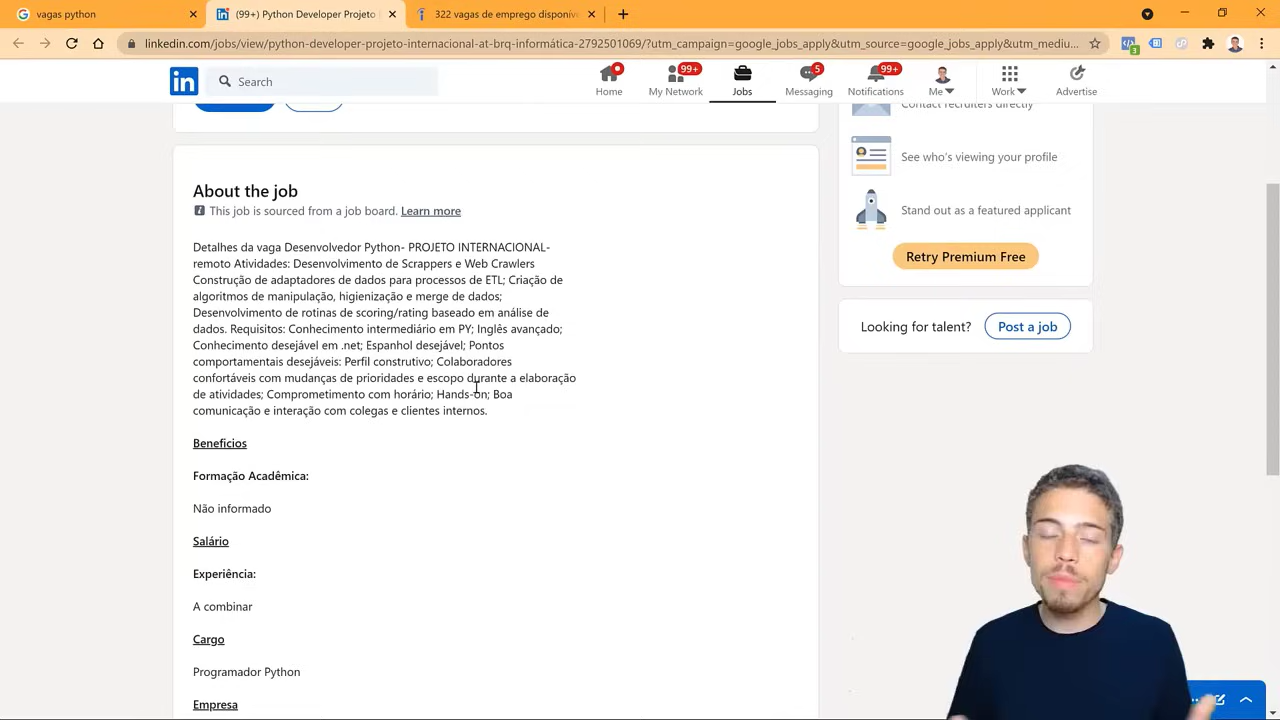 vagas python
(99+) Python Developer Projeto
322 vagas de emprego disponíve
linkedin.com/jobs/view/python-developer-projeto-internacional-at-brq-informática-2792501069/?utm_campaign=google_jobs_apply&utm_source=google_jobs_apply&utm_mediu...
3
in
Search
99+
5
99+
Home
My Network
Jobs
Messaging
Notifications
Me
Work
Advertise
Contact recruiters directly
See who's viewing your profile
Stand out as a featured applicant
Retry Premium Free
Looking for talent?
Post a job
About the job
This job is sourced from a job board. Learn more
Detalhes da vaga Desenvolvedor Python- PROJETO INTERNACIONAL-
remoto Atvidades: Desenvolvimento de Scrappers e Web Crawlers
Construção de adaptadores de dados para processos de ETL; Criação de
algoritmos de manipulação, higienização e merge de dados;
Desenvolvimento de rotinas de scoring/rating baseado em análise de
dados. Requisitos: Conhecimento intermediário em PY; Inglês avançado;
Conhecimento desejável em .net; Espanhol desejável; Pontos
comportamentais desejáveis: Perfil construtivo; Colaboradores
confortáveis com mudanças de prioridades e escopo durante a elaboração
de atividades; Comprometimento com horário; Hands-on; Boa
comunicação e interação com colegas e clientes internos.
Beneficios
Formação Acadêmica:
Não informado
Salário
Experiência:
A combinar
Cargo
Programador Python
Empresa